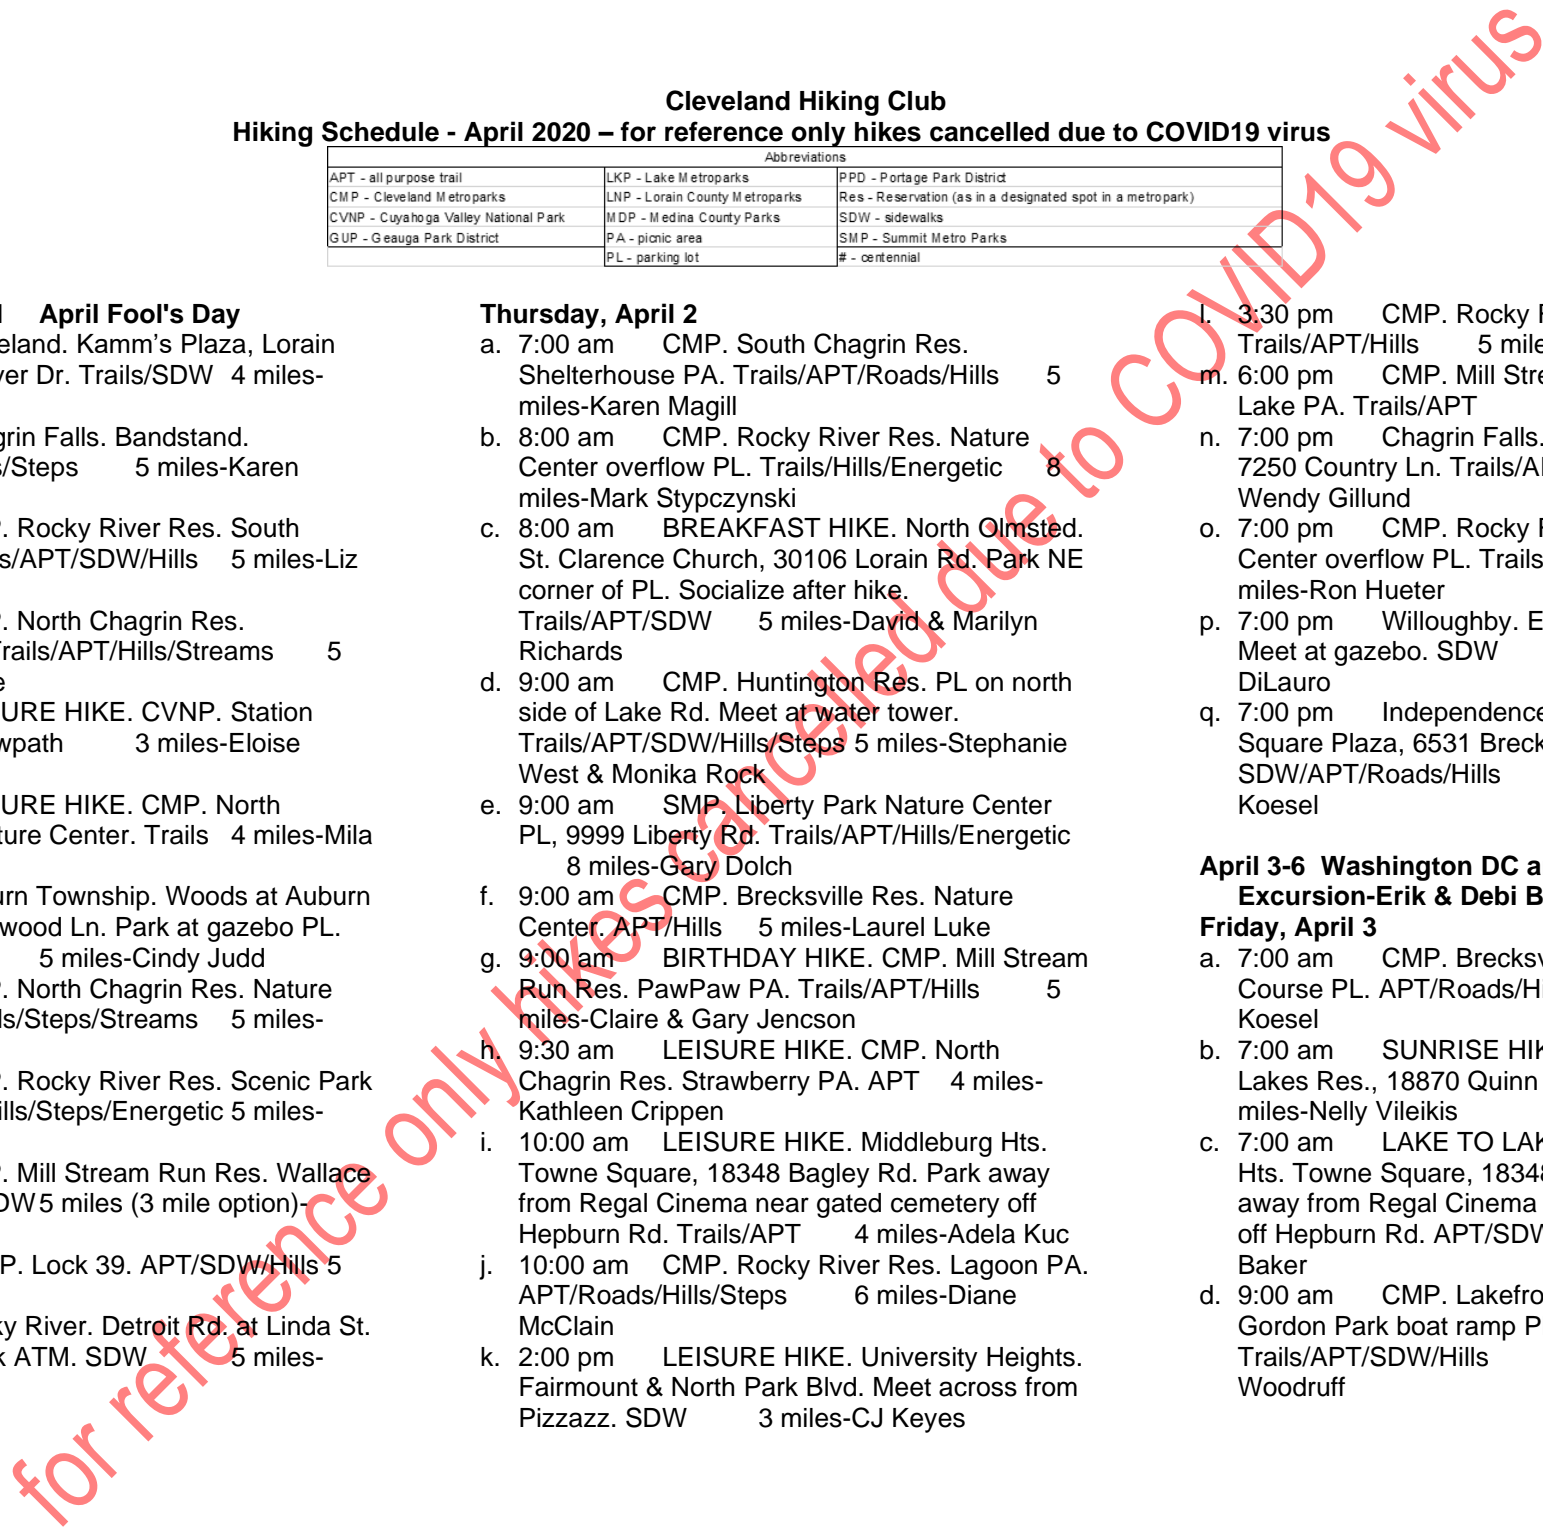 Cleveland Hiking Club
Hiking Schedule - April 2020 – for reference only hikes cancelled due to COVID19 virus
Abbreviations
APT - all purpose trail LKP - Lake Metroparks PPD - Portage Park District
CMP - Cleveland Metroparks LNP - Lorain County Metroparks Res - Reservation (as in a designated spot in a metropark)
CVNP - Cuyahoga Valley National Park MDP - Medina County Parks SDW - sidewalks
GUP - Geauga Park District PA - picnic area SMP - Summit Metro Parks
PL - parking lot # - centennial
April Fool's Day
eland. Kamm's Plaza, Lorain
ver Dr. Trails/SDW 4 miles-
grin Falls. Bandstand.
s/Steps 5 miles-Karen
P. Rocky River Res. South
s/APT/SDW/Hills 5 miles-Liz
P. North Chagrin Res.
Trails/APT/Hills/Streams 5
e
URE HIKE. CVNP. Station
wpath 3 miles-Eloise
SURE HIKE. CMP. North
ture Center. Trails 4 miles-Mila
urn Township. Woods at Auburn
wood Ln. Park at gazebo PL.
5 miles-Cindy Judd
P. North Chagrin Res. Nature
ls/Steps/Streams 5 miles-
P. Rocky River Res. Scenic Park
ills/Steps/Energetic 5 miles-
P. Mill Stream Run Res. Wallace
DW 5 miles (3 mile option)-
P. Lock 39. APT/SDW/Hills 5
ky River. Detroit Rd. at Linda St.
k ATM. SDW 5 miles-
Thursday, April 2
a. 7:00 am CMP. South Chagrin Res.
Shelterhouse PA. Trails/APT/Roads/Hills 5
miles-Karen Magill
b. 8:00 am CMP. Rocky River Res. Nature
Center overflow PL. Trails/Hills/Energetic 8
miles-Mark Stypczynski
c. 8:00 am BREAKFAST HIKE. North Olmsted.
St. Clarence Church, 30106 Lorain Rd. Park NE
corner of PL. Socialize after hike.
Trails/APT/SDW 5 miles-David & Marilyn
Richards
d. 9:00 am CMP. Huntington Res. PL on north
side of Lake Rd. Meet at water tower.
Trails/APT/SDW/Hills/Steps 5 miles-Stephanie
West & Monika Rock
e. 9:00 am SMP. Liberty Park Nature Center
PL, 9999 Liberty Rd. Trails/APT/Hills/Energetic
8 miles-Gary Dolch
f. 9:00 am CMP. Brecksville Res. Nature
Center. APT/Hills 5 miles-Laurel Luke
g. 9:00 am BIRTHDAY HIKE. CMP. Mill Stream
Run Res. PawPaw PA. Trails/APT/Hills 5
miles-Claire & Gary Jencson
h. 9:30 am LEISURE HIKE. CMP. North
Chagrin Res. Strawberry PA. APT 4 miles-
Kathleen Crippen
i. 10:00 am LEISURE HIKE. Middleburg Hts.
Towne Square, 18348 Bagley Rd. Park away
from Regal Cinema near gated cemetery off
Hepburn Rd. Trails/APT 4 miles-Adela Kuc
j. 10:00 am CMP. Rocky River Res. Lagoon PA.
APT/Roads/Hills/Steps 6 miles-Diane
McClain
k. 2:00 pm LEISURE HIKE. University Heights.
Fairmount & North Park Blvd. Meet across from
Pizzazz. SDW 3 miles-CJ Keyes
l. 3:30 pm CMP. Rocky R
Trails/APT/Hills 5 mile
m. 6:00 pm CMP. Mill Stre
Lake PA. Trails/APT
n. 7:00 pm Chagrin Falls.
7250 Country Ln. Trails/A
Wendy Gillund
o. 7:00 pm CMP. Rocky R
Center overflow PL. Trails
miles-Ron Hueter
p. 7:00 pm Willoughby. E
Meet at gazebo. SDW
DiLauro
q. 7:00 pm Independence
Square Plaza, 6531 Breck
SDW/APT/Roads/Hills
Koesel
April 3-6 Washington DC a
Excursion-Erik & Debi B
Friday, April 3
a. 7:00 am CMP. Brecksv
Course PL. APT/Roads/Hi
Koesel
b. 7:00 am SUNRISE HIK
Lakes Res., 18870 Quinn
miles-Nelly Vileikis
c. 7:00 am LAKE TO LAK
Hts. Towne Square, 18348
away from Regal Cinema
off Hepburn Rd. APT/SDW
Baker
d. 9:00 am CMP. Lakefro
Gordon Park boat ramp P
Trails/APT/SDW/Hills
Woodruff
for reference only hikes cancelled due to COVID19 virus